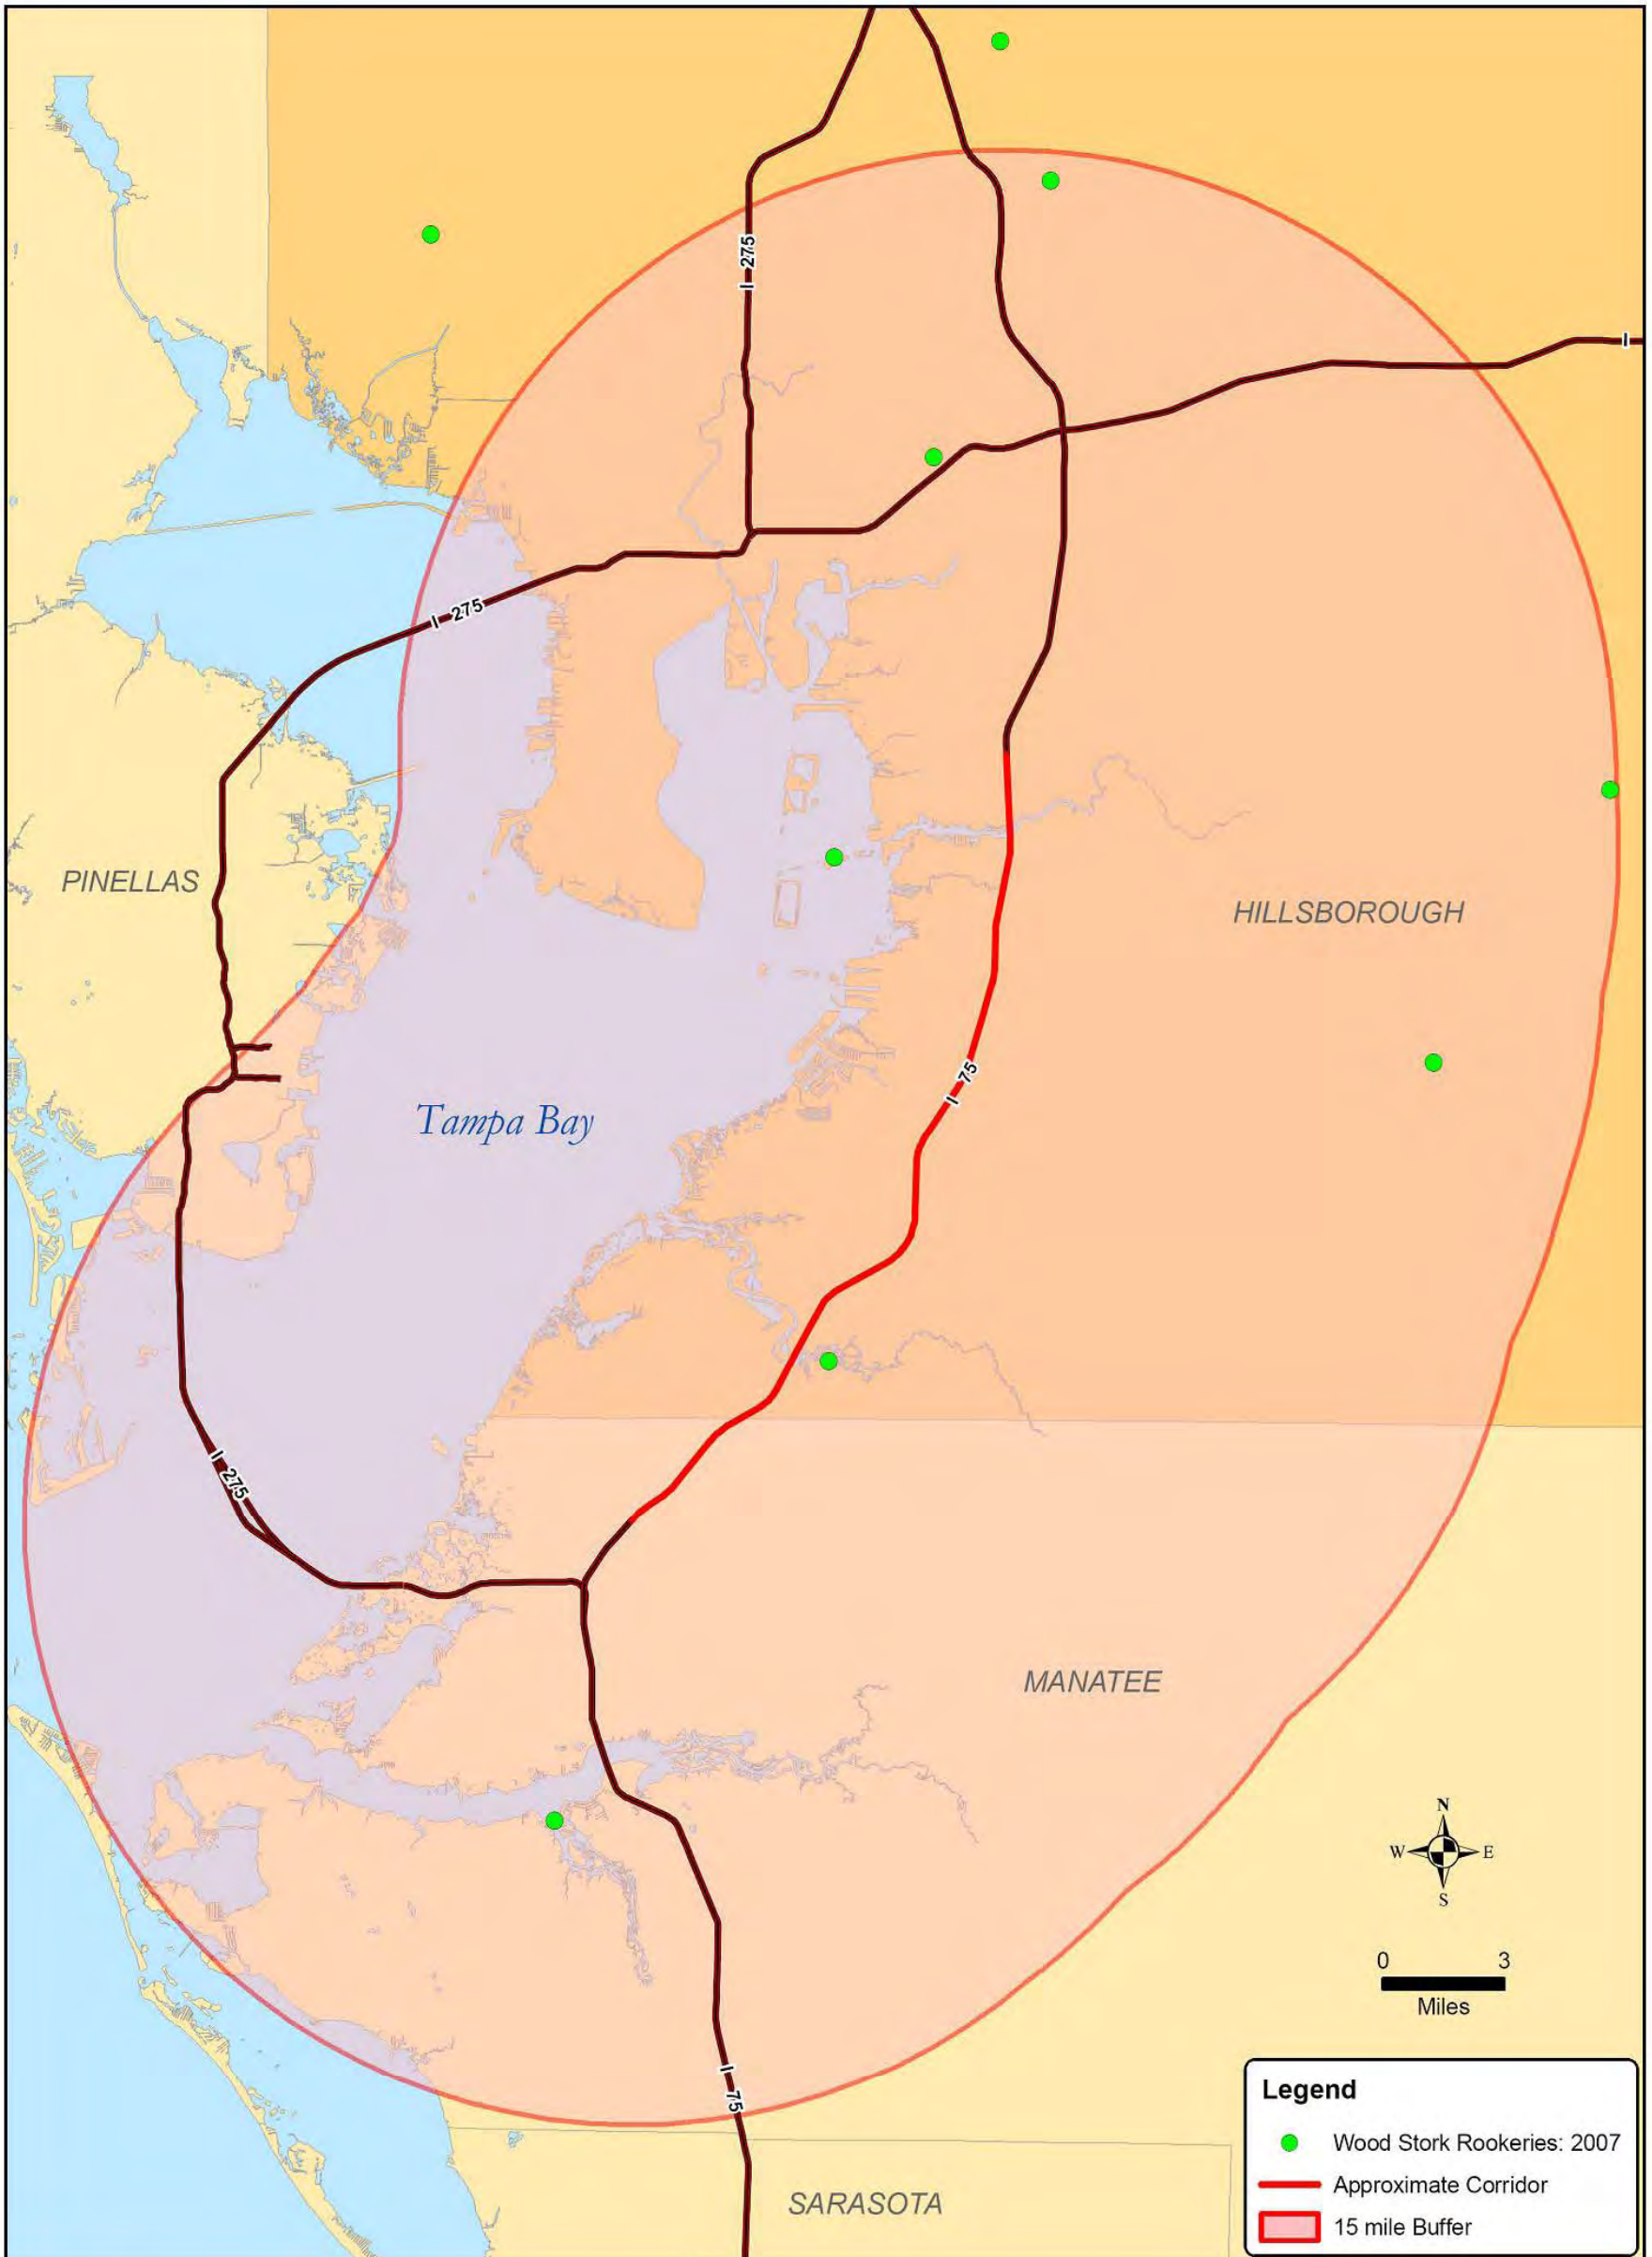 I 275
I
I 275
PINELLAS
HILLSBOROUGH
I 75
Tampa Bay
I 275
MANATEE
N
W E
S
0 3
Miles
I 75
SARASOTA
Legend
Wood Stork Rookeries: 2007
Approximate Corridor
15 mile Buffer